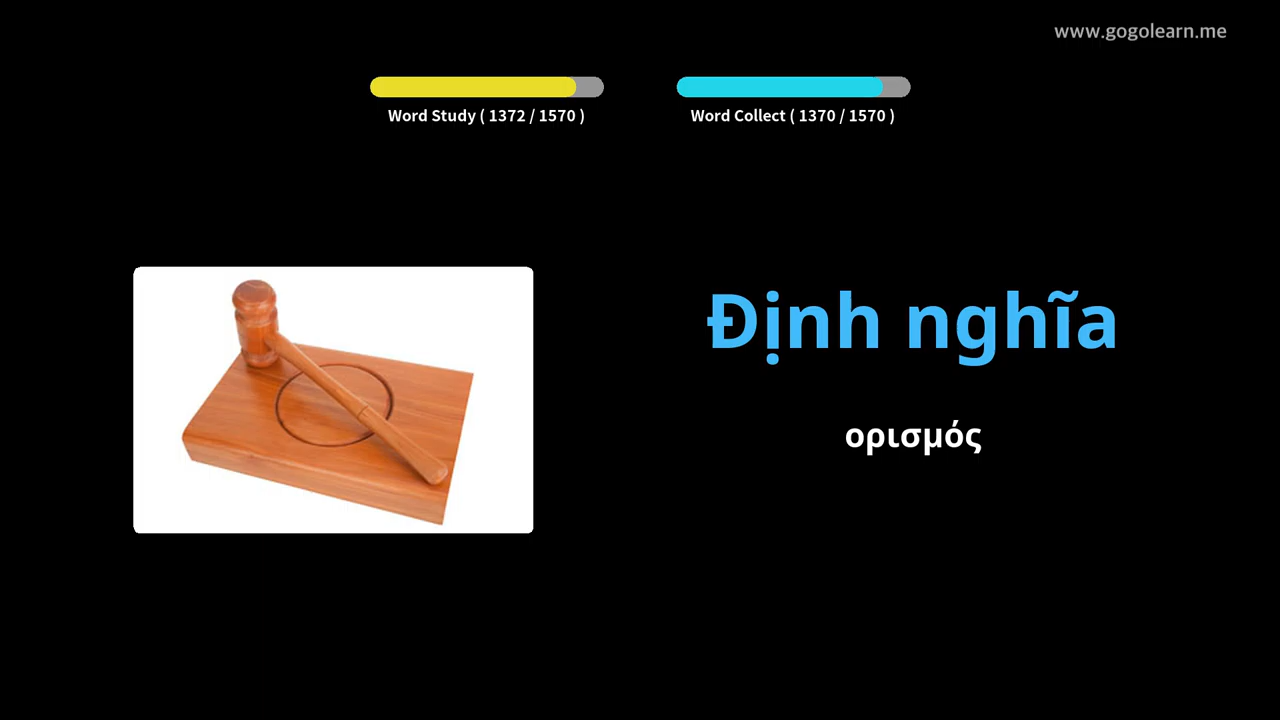 www.gogolearn.me
Word Study ( 1372 / 1570 )
Word Collect ( 1370 / 1570 )
Định nghĩa
ορισμός